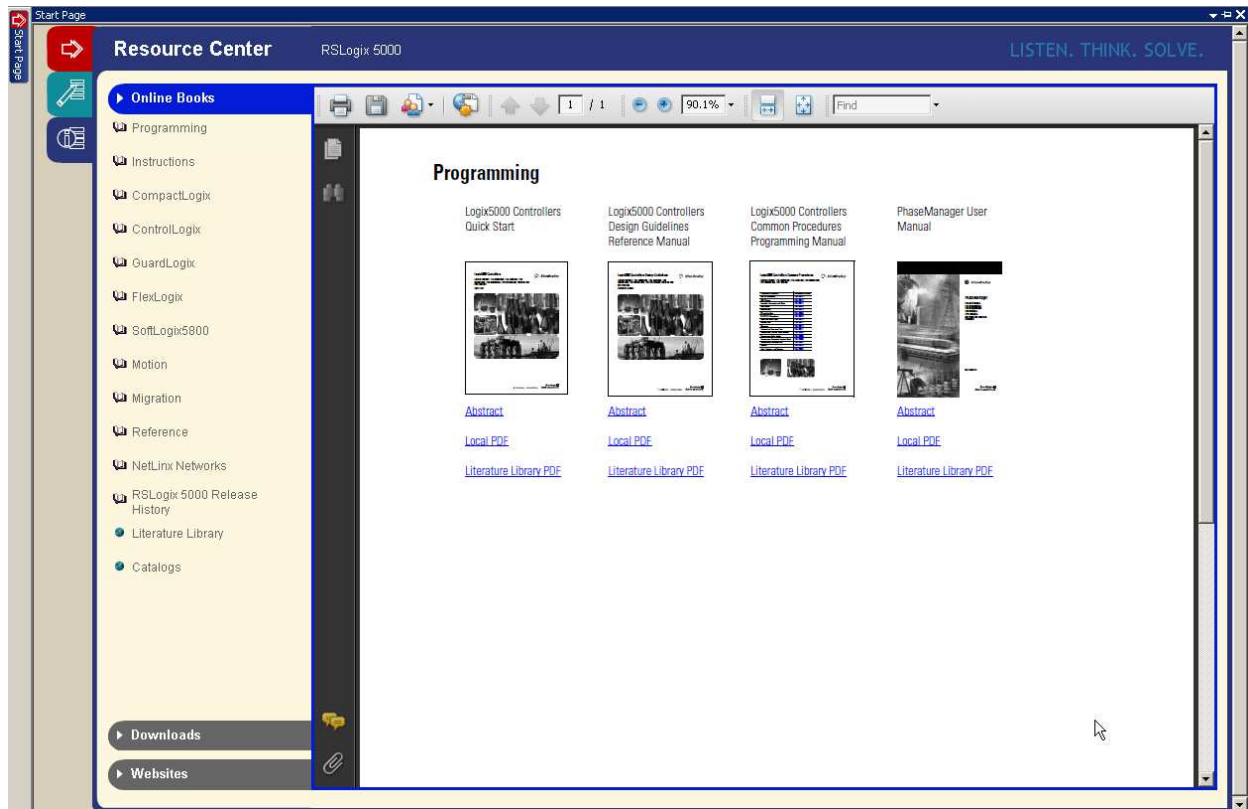 Start Page
Start Page
Resource Center
RSLogix 5000
LISTEN. THINK. SOLVE.
Online Books
Programming
Instructions
CompactLogix
ControlLogix
GuardLogix
FlexLogix
SoftLogix5800
Motion
Migration
Reference
NetLinx Networks
RSLogix 5000 Release
History
Literature Library
Catalogs
Downloads
Websites
1 / 1
90.1%
Find
Programming
Logix5000 Controllers
Quick Start
Abstract
Local PDF
Literature Library PDF
Logix5000 Controllers
Design Guidelines
Reference Manual
Abstract
Local PDF
Literature Library PDF
Logix5000 Controllers
Common Procedures
Programming Manual
Abstract
Local PDF
Literature Library PDF
PhaseManager User
Manual
Abstract
Local PDF
Literature Library PDF